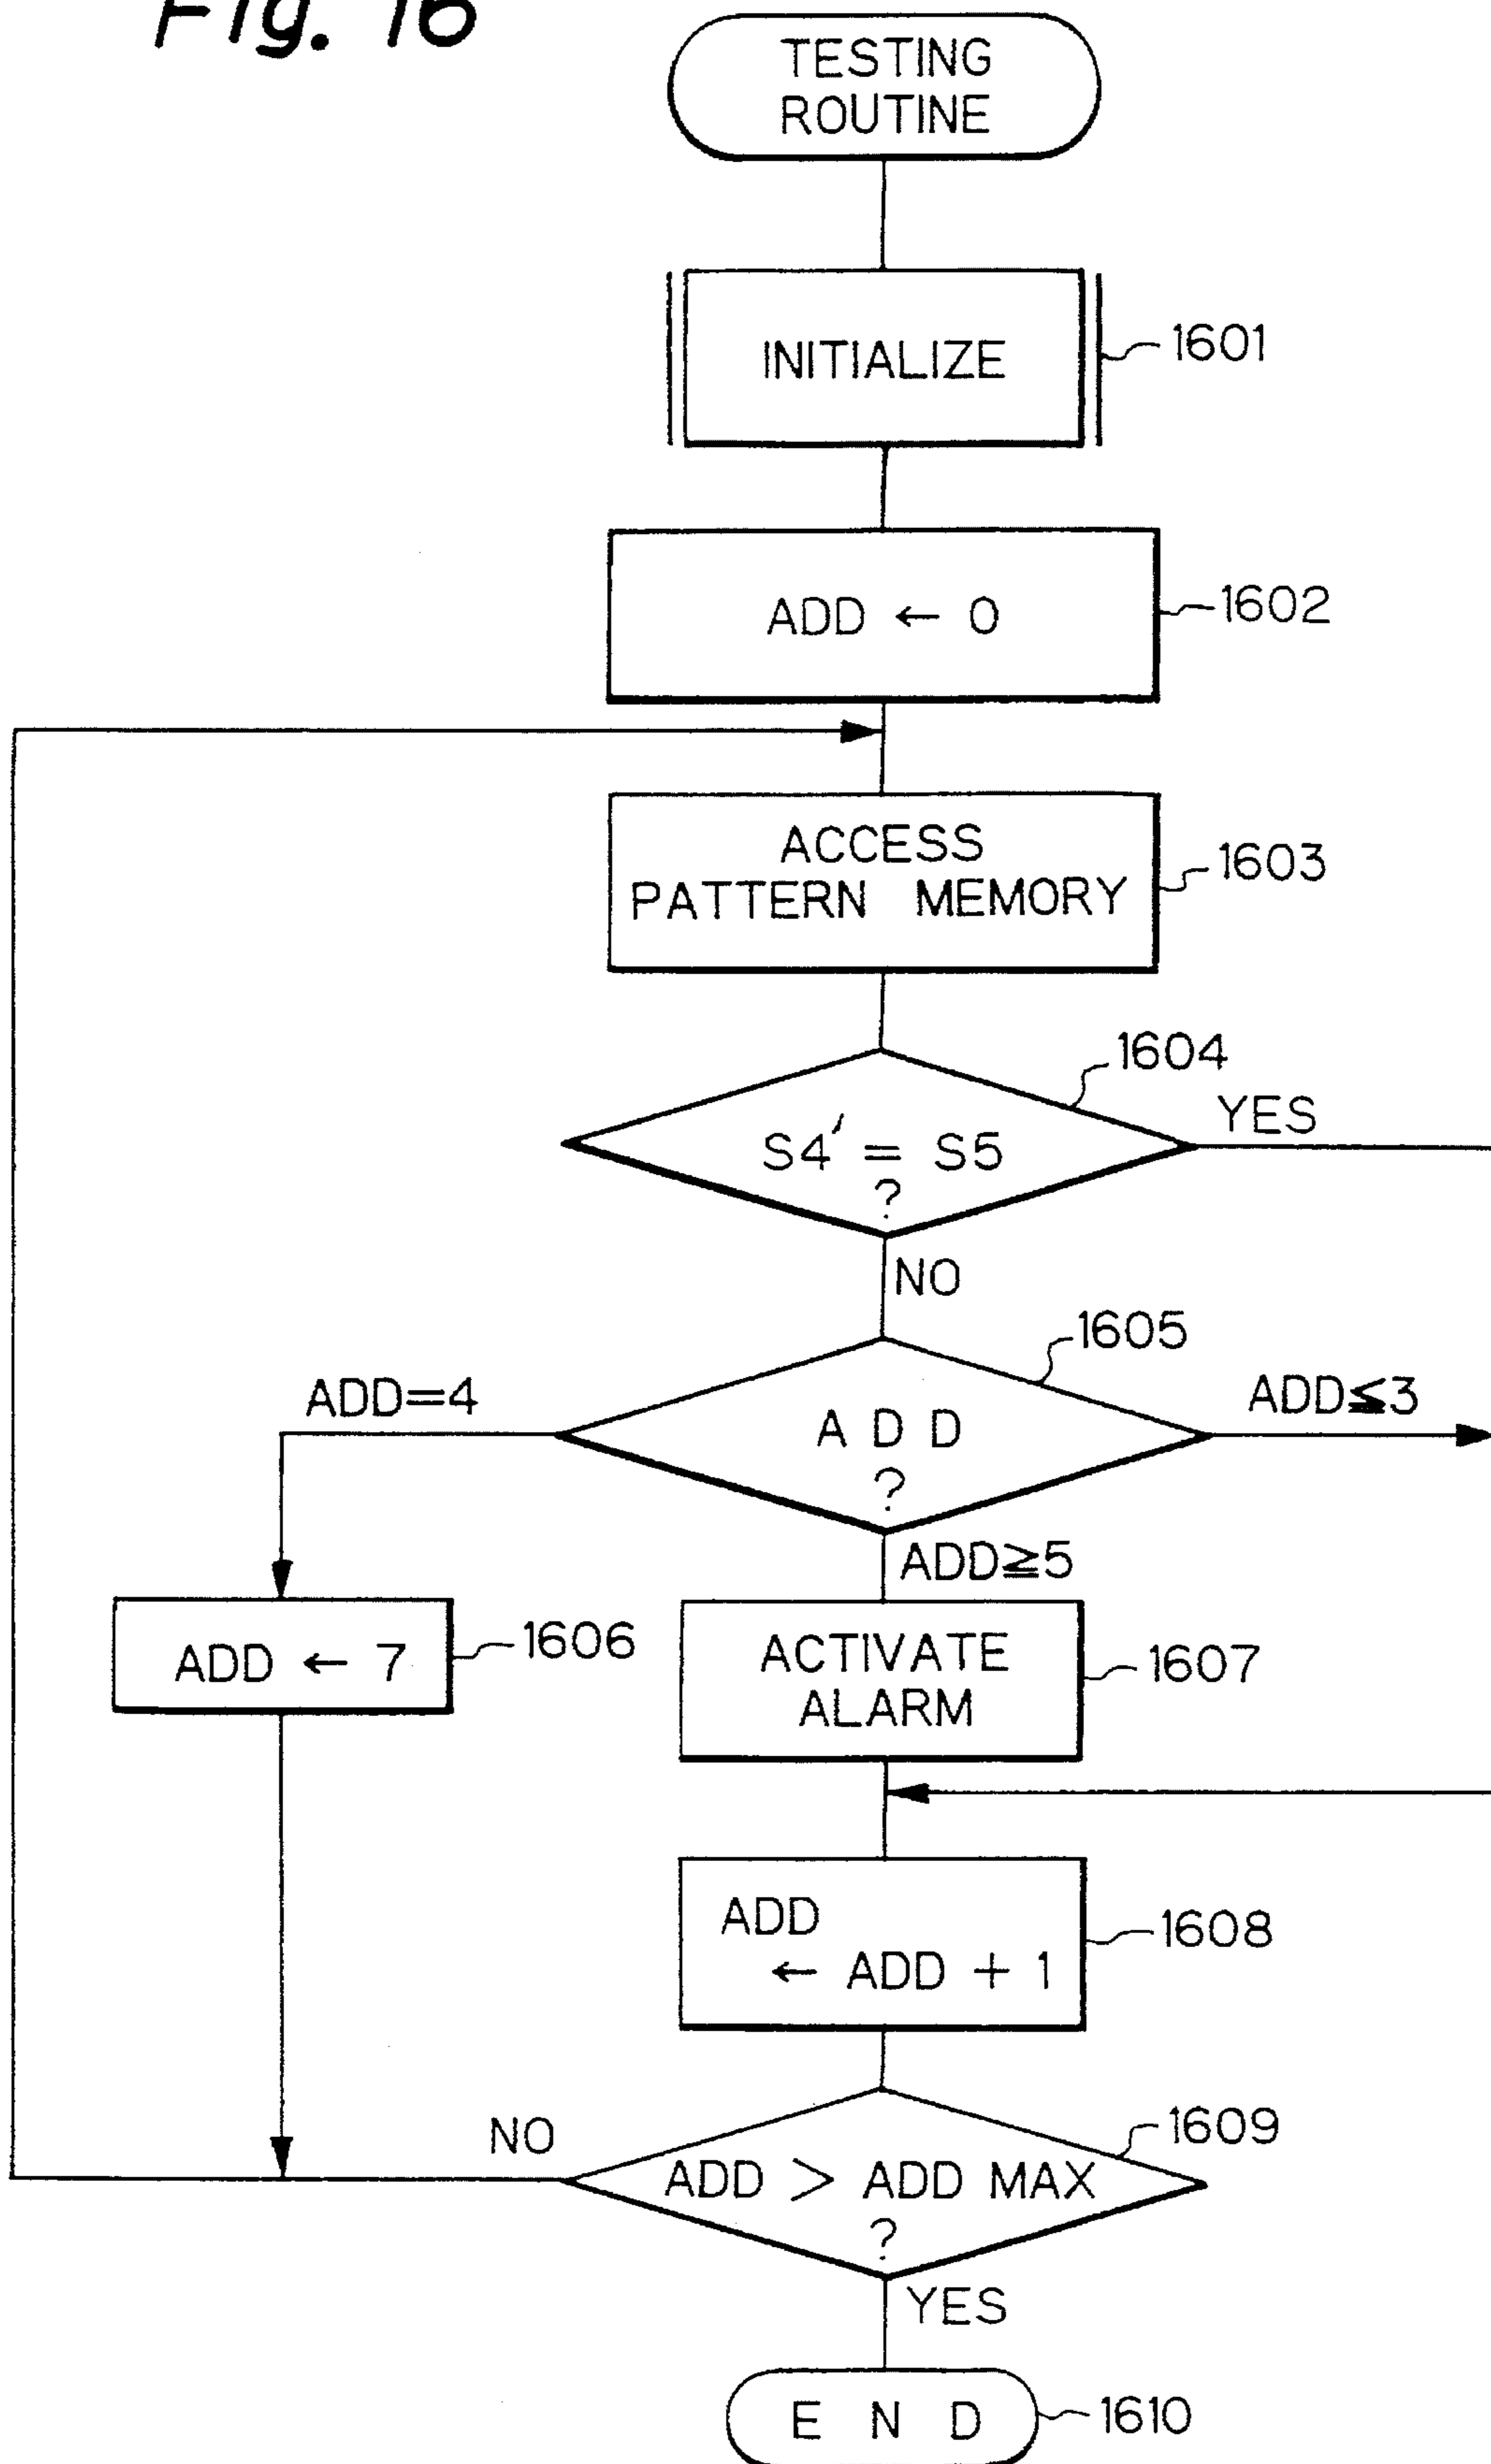 Fig. 16
TESTING
ROUTINE
INITIALIZE
1601
ADD ← 0
1602
ACCESS
PATTERN MEMORY
1603
1604
S4' = S5
?
YES
NO
1605
ADD=4
A D D
?
ADD≦3
ADD≧5
ADD ← 7
1606
ACTIVATE
ALARM
1607
ADD
← ADD + 1
1608
NO
1609
ADD > ADD MAX
?
YES
E N D
1610